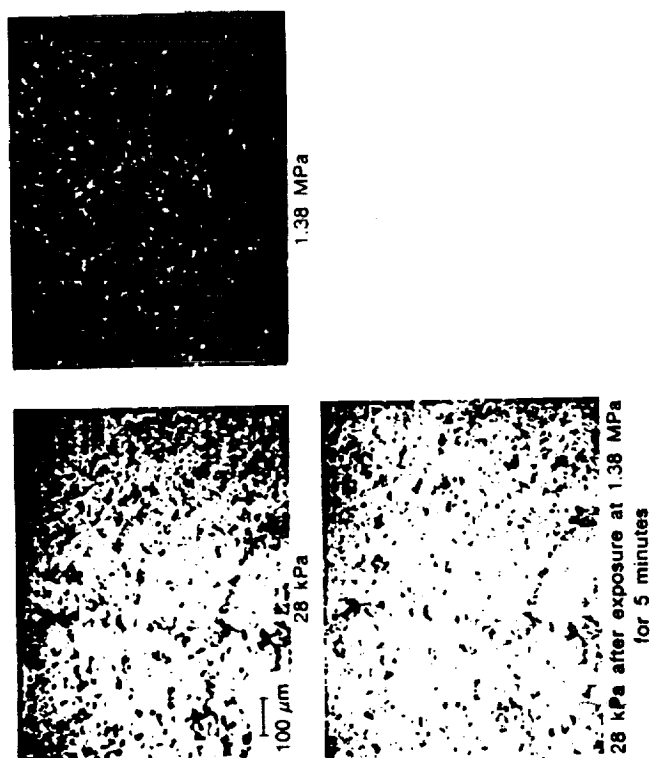 1.38 MPa
28 kPa
100 μm
28 kPa after exposure at 1.38 MPa
for 5 minutes